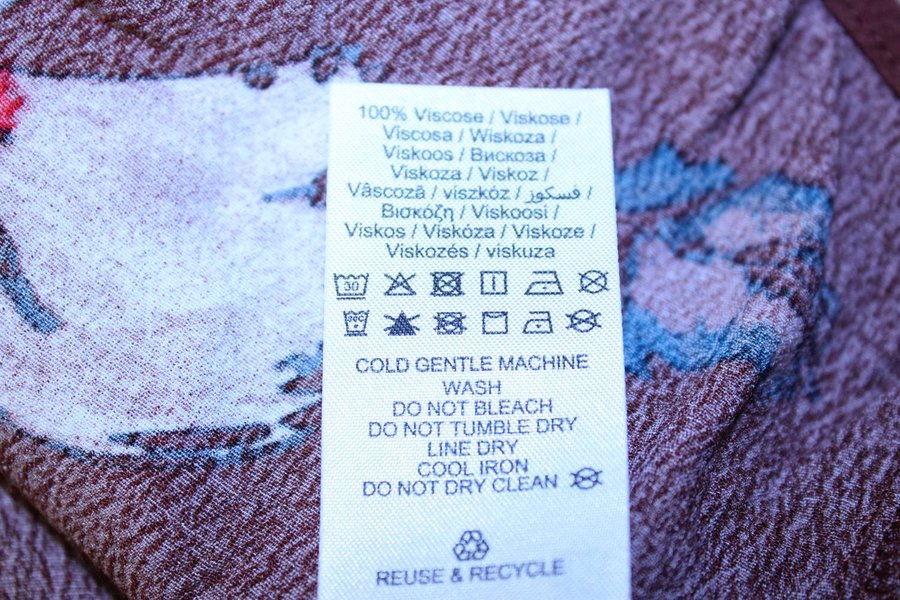 100% Viscose / Viskose /
Viscosa / Wiskoza /
Viskoos / Вискоза /
Viskoza / Viskoz /
Vâscoză / viszkóz / فسكوز /
Βισκόζη / Viskoosi /
Viskos / Viskóza / Viskoze /
Viskozés / viskuza
30
30C
COLD GENTLE MACHINE
WASH
DO NOT BLEACH
DO NOT TUMBLE DRY
LINE DRY
COOL IRON
DO NOT DRY CLEAN
REUSE & RECYCLE